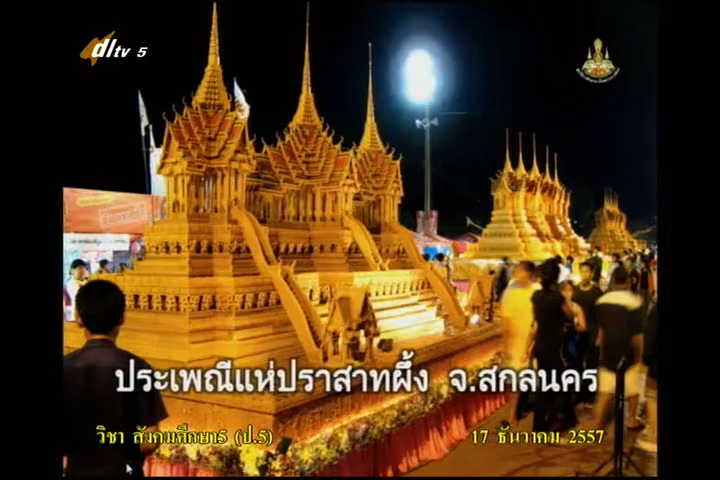 dltv 5
ประเพณีแห่ปราสาทผึ้ง จ.สกลนคร
วิชา สังคมศึกษา5 (ป.5)
17 ธันวาคม 2557